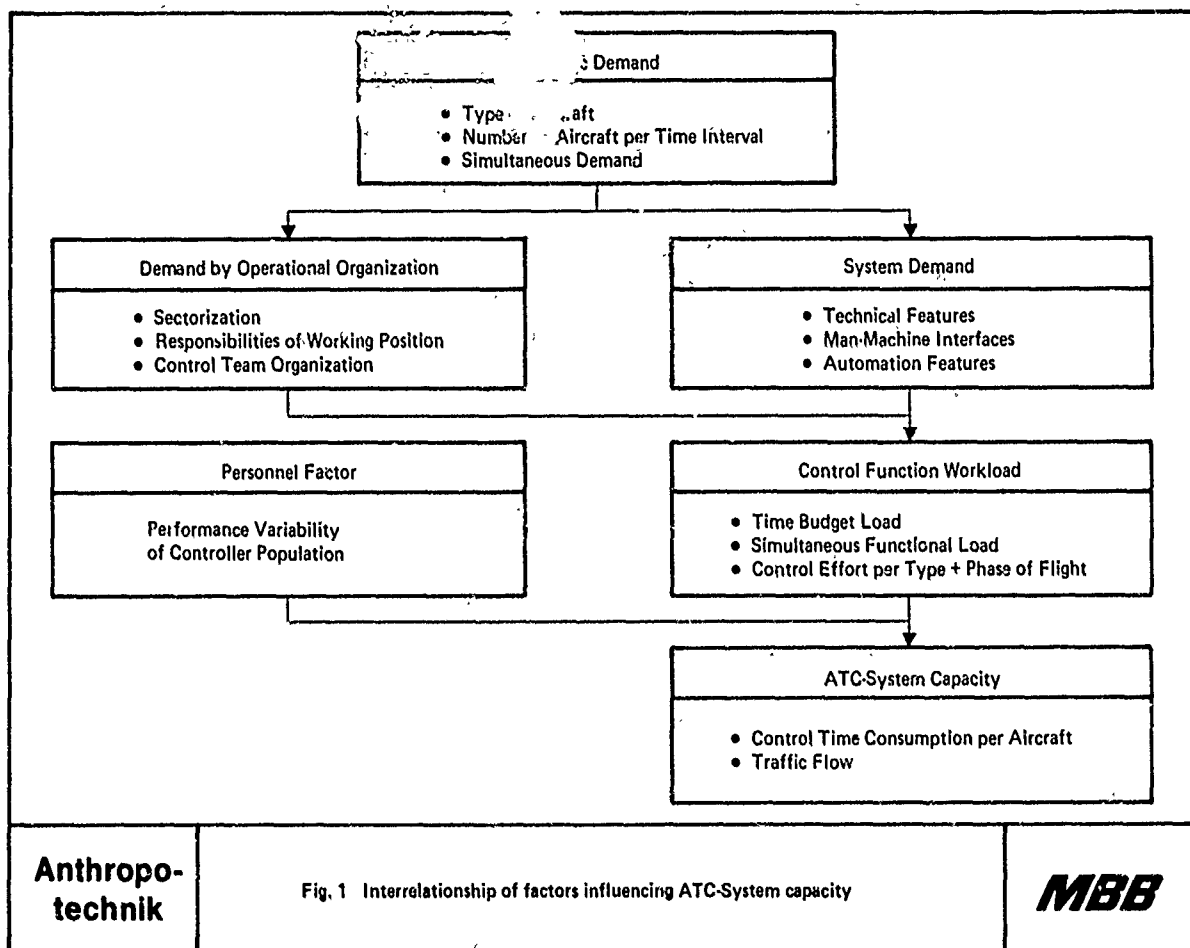 Demand
• Type aft
• Number Aircraft per Time Interval
• Simultaneous Demand
Demand by Operational Organization
• Sectorization
• Responsibilities of Working Position
• Control Team Organization
System Demand
• Technical Features
• Man-Machine Interfaces
• Automation Features
Personnel Factor
Performance Variability
of Controller Population
Control Function Workload
• Time Budget Load
• Simultaneous Functional Load
• Control Effort per Type + Phase of Flight
ATC-System Capacity
• Control Time Consumption per Aircraft
• Traffic Flow
Anthropo-
technik
Fig. 1 Interrelationship of factors influencing ATC-System capacity
MBB